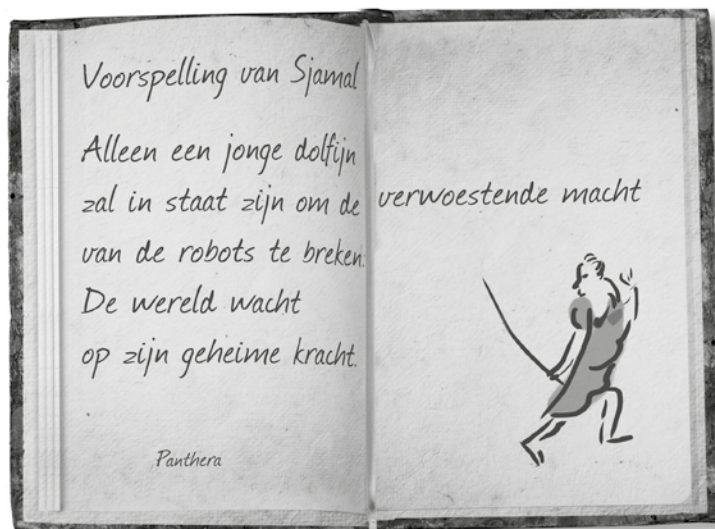 Voorspelling van Sjamal
Alleen een jonge dolfijn
zal in staat zijn om de verwoestende macht
van de robots te breken.
De wereld wacht
op zijn geheime kracht.
Panthera